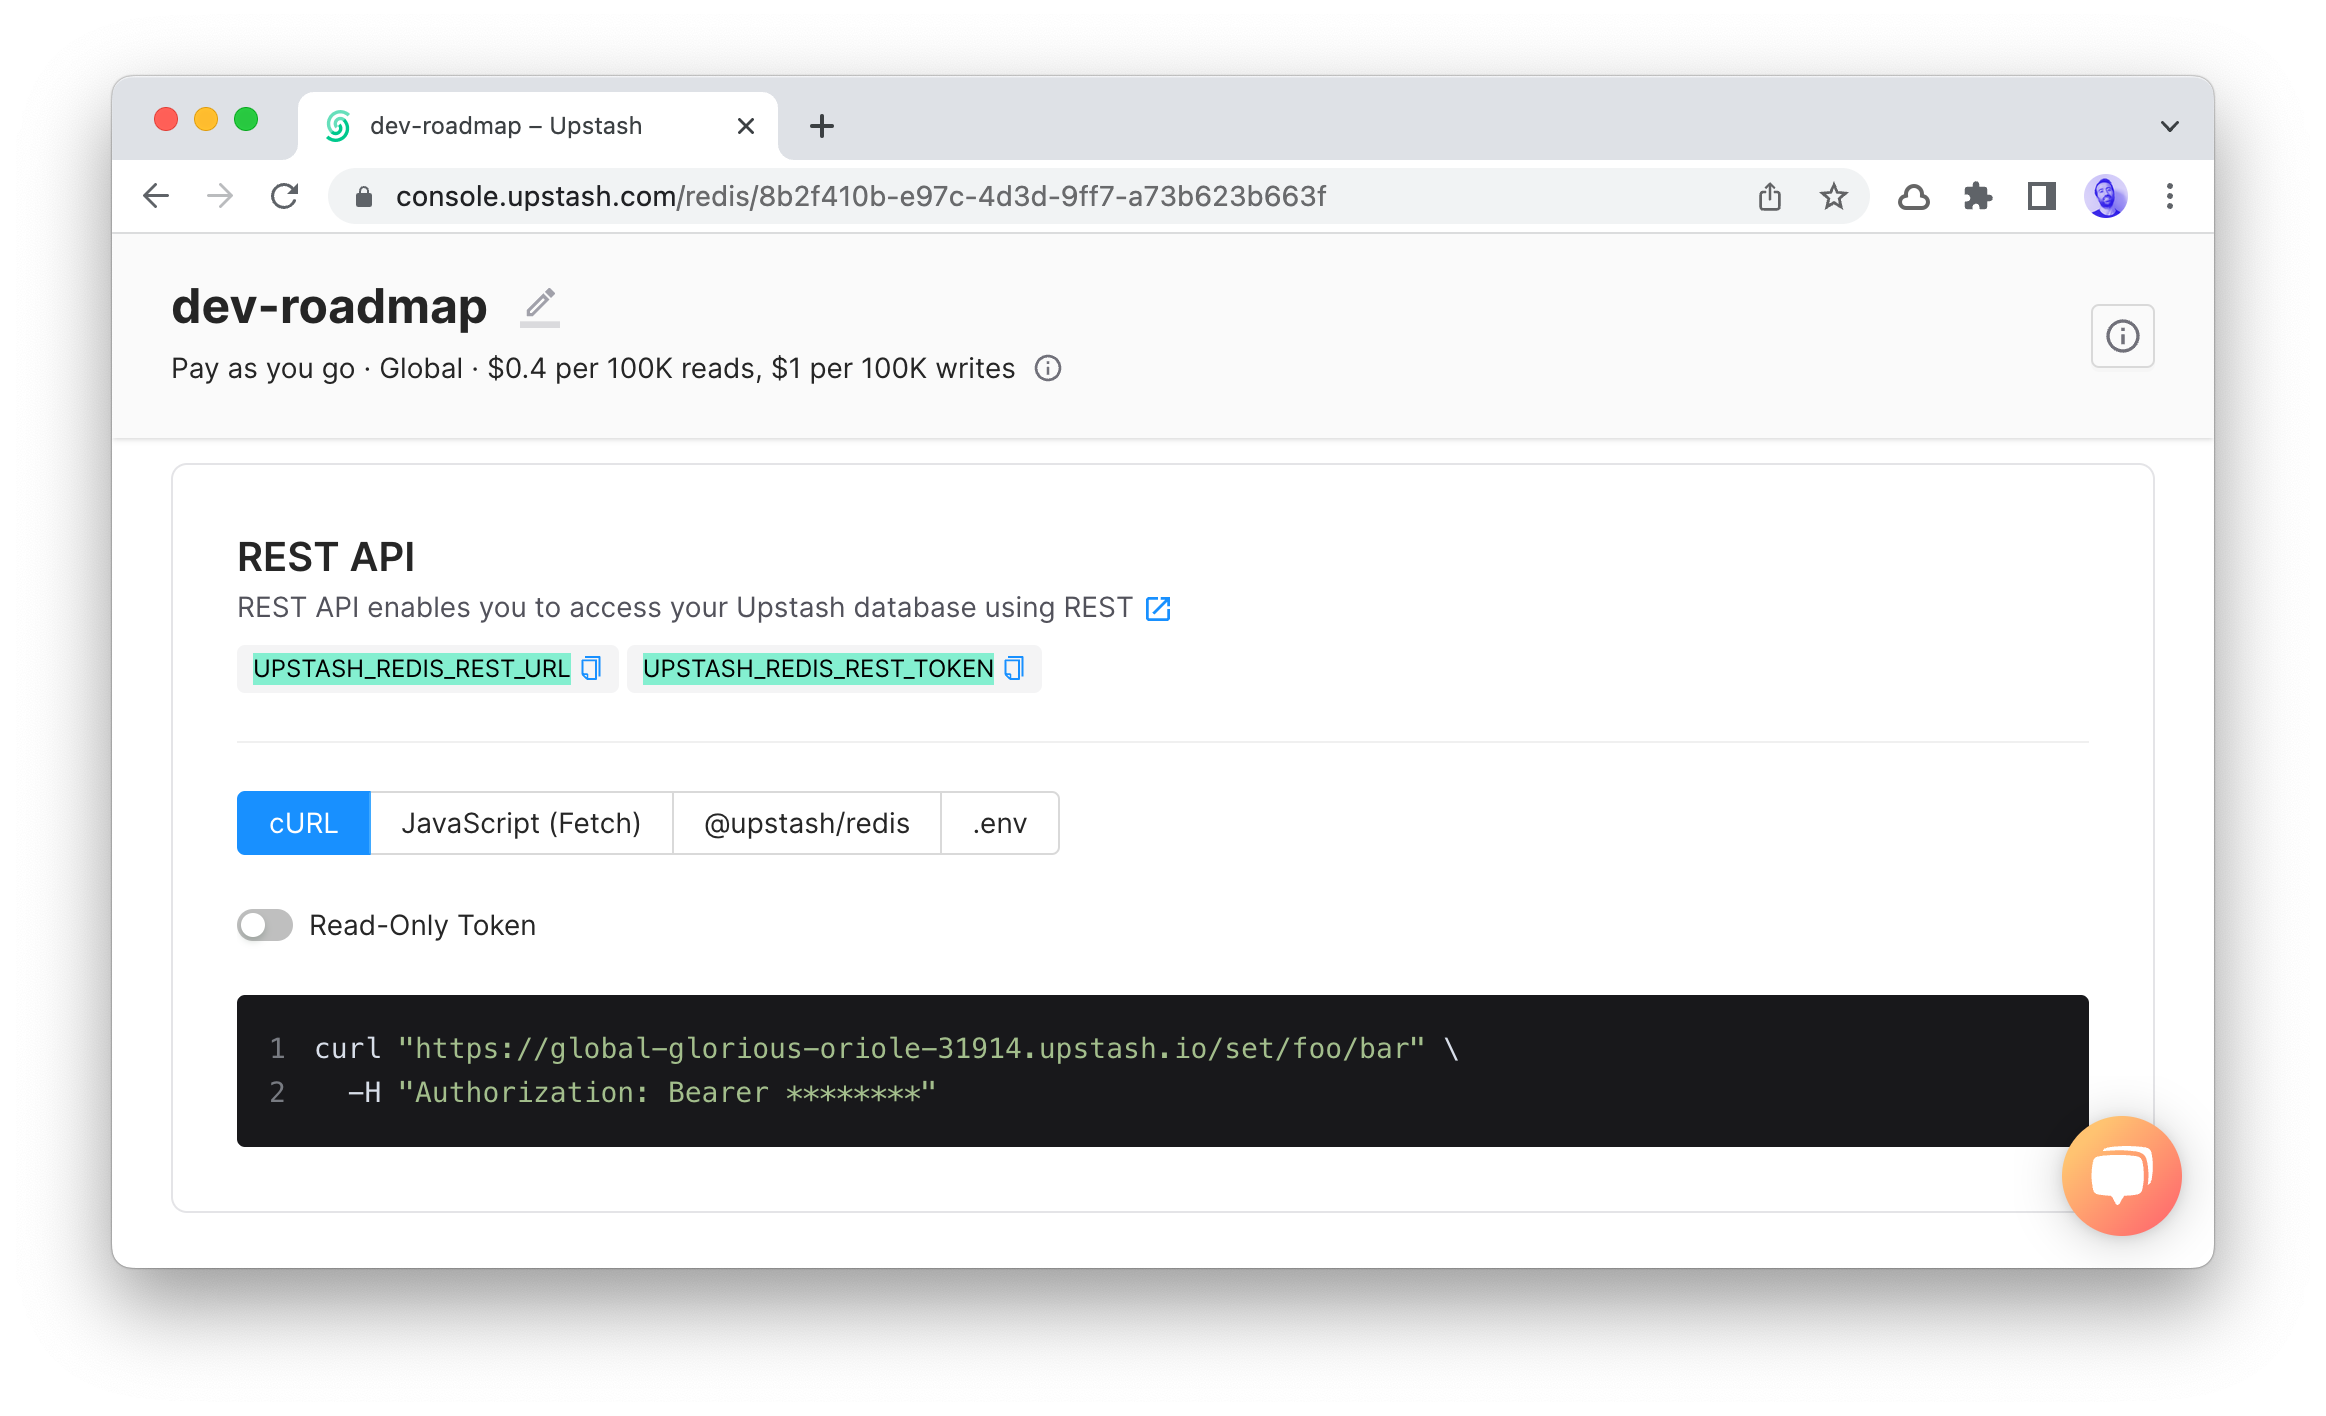 dev-roadmap – Upstash
console.upstash.com/redis/8b2f410b-e97c-4d3d-9ff7-a73b623b663f
dev-roadmap
Pay as you go · Global · $0.4 per 100K reads, $1 per 100K writes
REST API
REST API enables you to access your Upstash database using REST
UPSTASH_REDIS_REST_URL UPSTASH_REDIS_REST_TOKEN
cURL JavaScript (Fetch) @upstash/redis .env
Read-Only Token
1 curl "https://global-glorious-oriole-31914.upstash.io/set/foo/bar" \
2 -H "Authorization: Bearer ********"